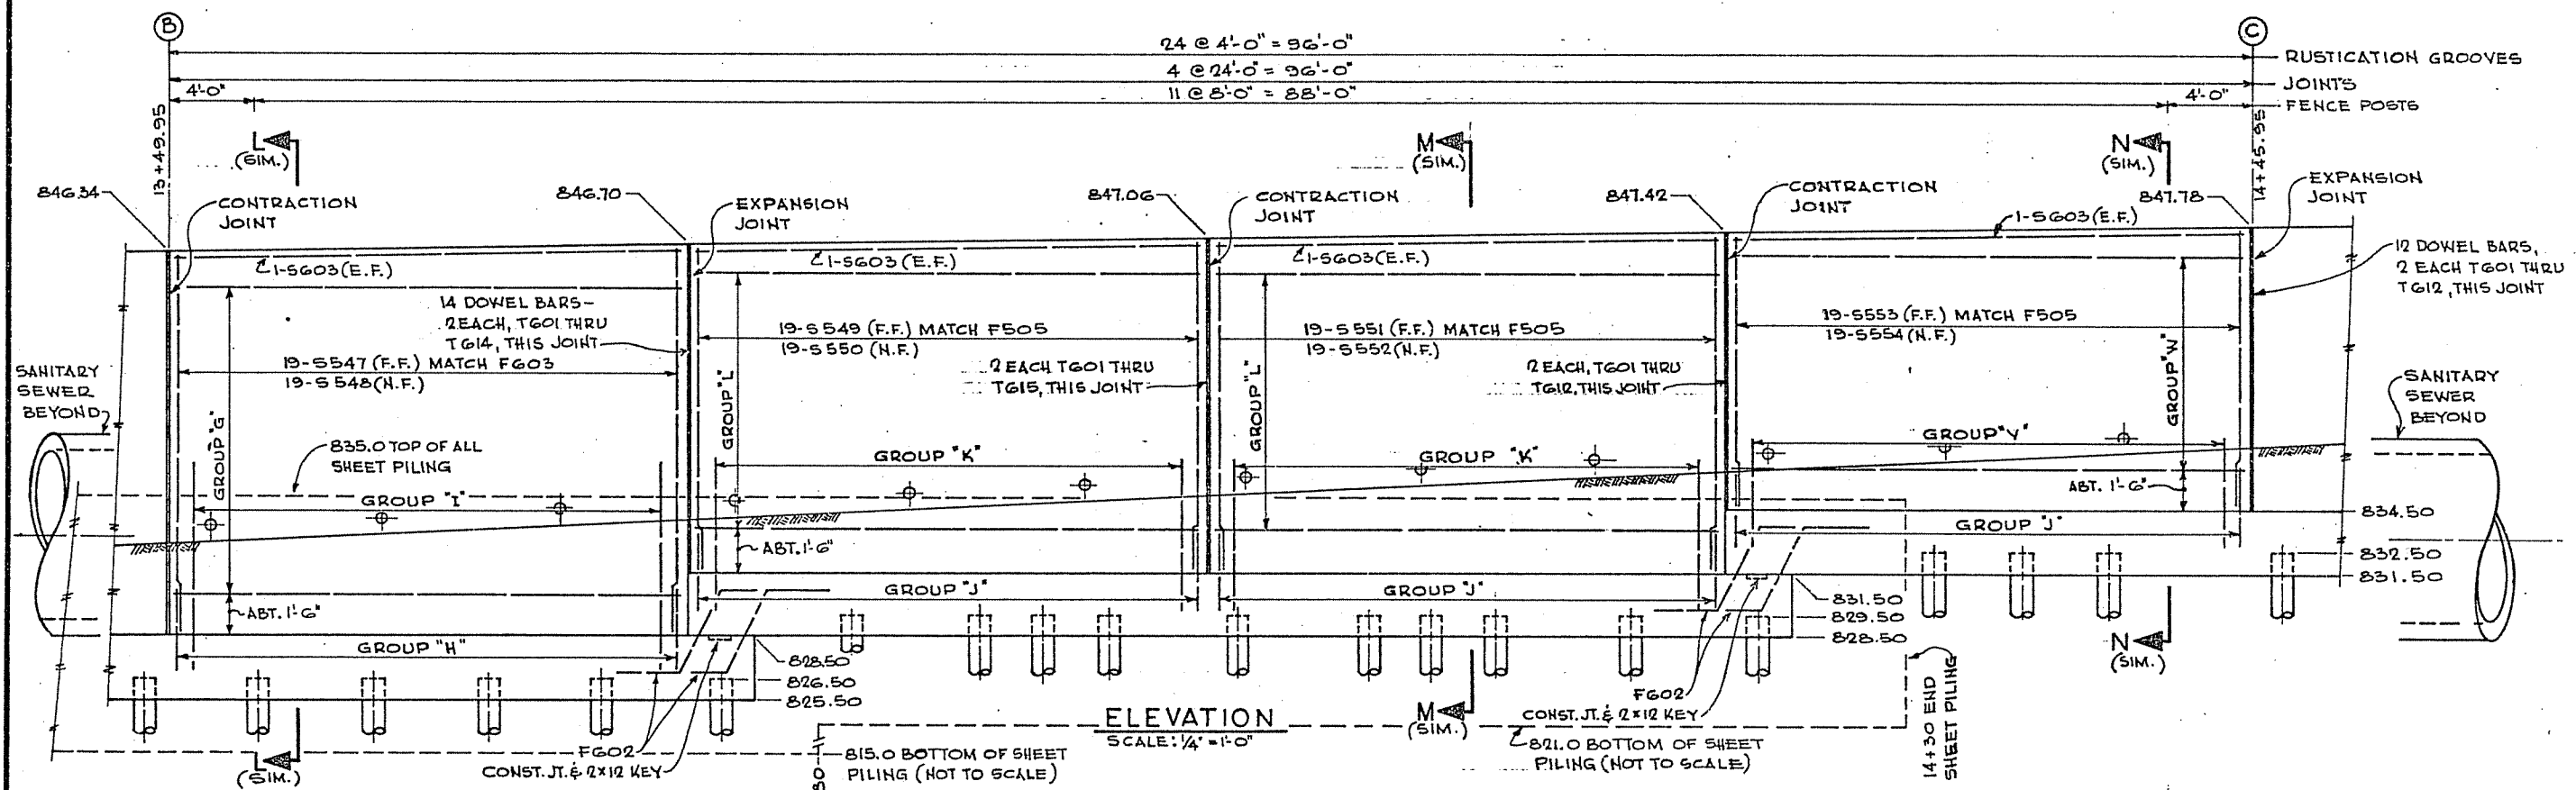 B
C
24 @ 4'-0" = 96'-0"
RUSTICATION GROOVES
4 @ 24'-0" = 96'-0"
JOINTS
4'-0"
11 @ 8'-0" = 88'-0"
4'-0"
FENCE POSTS
13+49.95
14+45.95
L
(SIM.)
M
(SIM.)
N
(SIM.)
846.34
846.70
847.06
847.42
847.78
CONTRACTION
JOINT
EXPANSION
JOINT
CONTRACTION
JOINT
CONTRACTION
JOINT
EXPANSION
JOINT
1-S603 (E.F.)
1-S603 (E.F.)
1-S603 (E.F.)
1-S603 (E.F.)
12 DOWEL BARS,
2 EACH T601 THRU
T612, THIS JOINT
14 DOWEL BARS-
2 EACH, T601 THRU
T614, THIS JOINT
19-S547 (F.F.) MATCH F603
19-S548 (N.F.)
19-S549 (F.F.) MATCH F505
19-S550 (N.F.)
19-S551 (F.F.) MATCH F505
19-S552 (N.F.)
19-S553 (F.F.) MATCH F505
19-S554 (N.F.)
2 EACH T601 THRU
T615, THIS JOINT
2 EACH, T601 THRU
T612, THIS JOINT
SANITARY
SEWER
BEYOND
SANITARY
SEWER
BEYOND
GROUP "G"
GROUP "L"
GROUP "L"
GROUP "W"
835.0 TOP OF ALL
SHEET PILING
GROUP "I"
GROUP "K"
GROUP "K"
GROUP "V"
ABT. 1'-6"
ABT. 1'-6"
ABT. 1'-6"
GROUP "H"
GROUP "J"
GROUP "J"
GROUP "J"
834.50
832.50
831.50
831.50
829.50
828.50
828.50
826.50
825.50
F602
CONST. JT. & 2×12 KEY
F602
CONST. JT. & 2×12 KEY
815.0 BOTTOM OF SHEET
PILING (NOT TO SCALE)
821.0 BOTTOM OF SHEET
PILING (NOT TO SCALE)
14+30 END
SHEET PILING
L
(SIM.)
M
(SIM.)
N
(SIM.)
ELEVATION
SCALE: 1/4" = 1'-0"